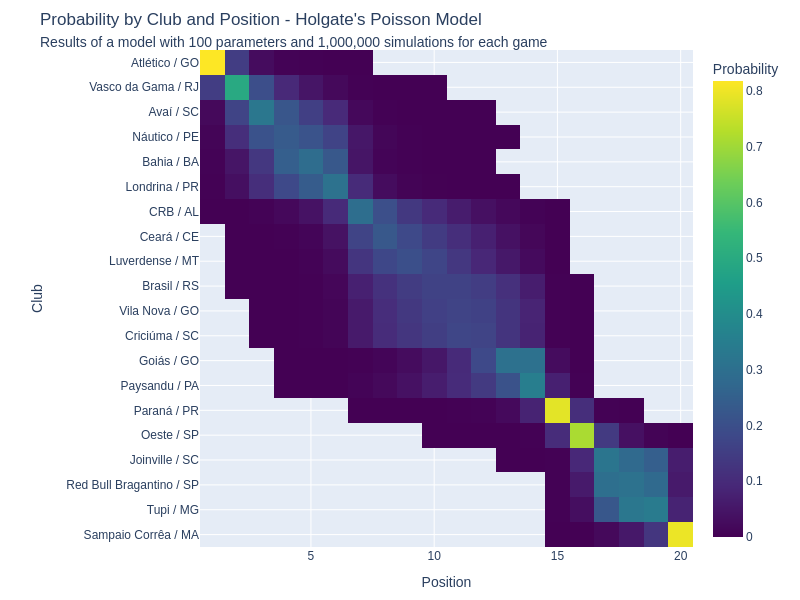 Probability by Club and Position - Holgate's Poisson Model
Results of a model with 100 parameters and 1,000,000 simulations for each game
Probability
Atlético / GO
Vasco da Gama / RJ
Avaí / SC
Náutico / PE
Bahia / BA
Londrina / PR
CRB / AL
Ceará / CE
Luverdense / MT
Brasil / RS
Vila Nova / GO
Criciúma / SC
Goiás / GO
Paysandu / PA
Paraná / PR
Oeste / SP
Joinville / SC
Red Bull Bragantino / SP
Tupi / MG
Sampaio Corrêa / MA
Club
5 10 15 20
Position
0.8
0.7
0.6
0.5
0.4
0.3
0.2
0.1
0